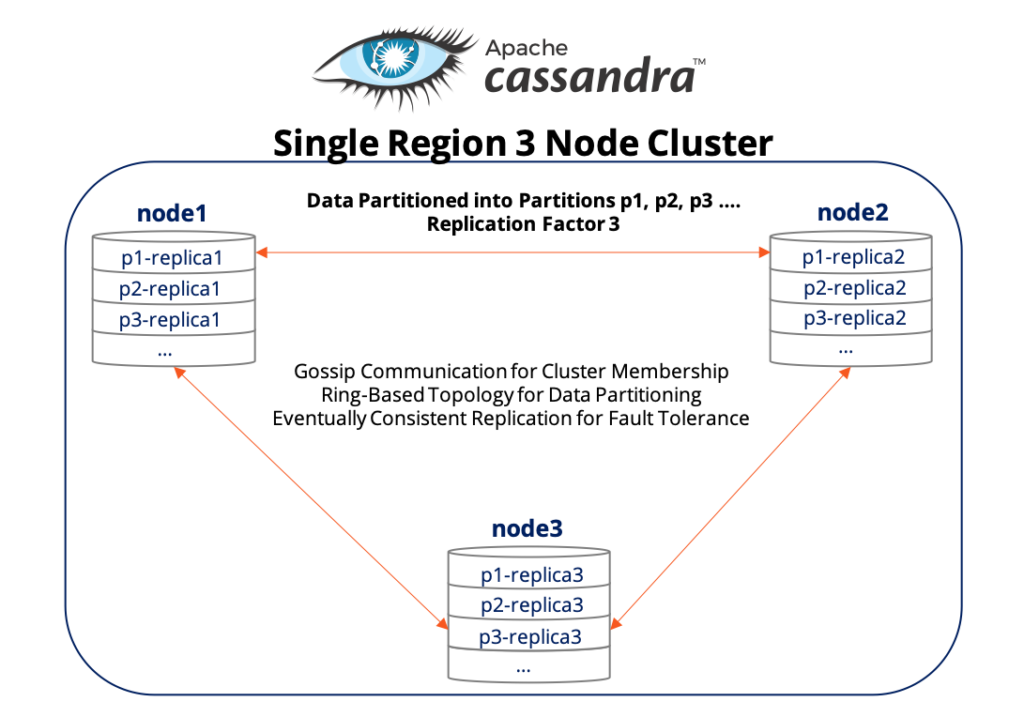 Apache
cassandra™
Single Region 3 Node Cluster
Data Partitioned into Partitions p1, p2, p3 ....
Replication Factor 3
node1
p1-replica1
p2-replica1
p3-replica1
...
node2
p1-replica2
p2-replica2
p3-replica2
...
Gossip Communication for Cluster Membership
Ring-Based Topology for Data Partitioning
Eventually Consistent Replication for Fault Tolerance
node3
p1-replica3
p2-replica3
p3-replica3
...